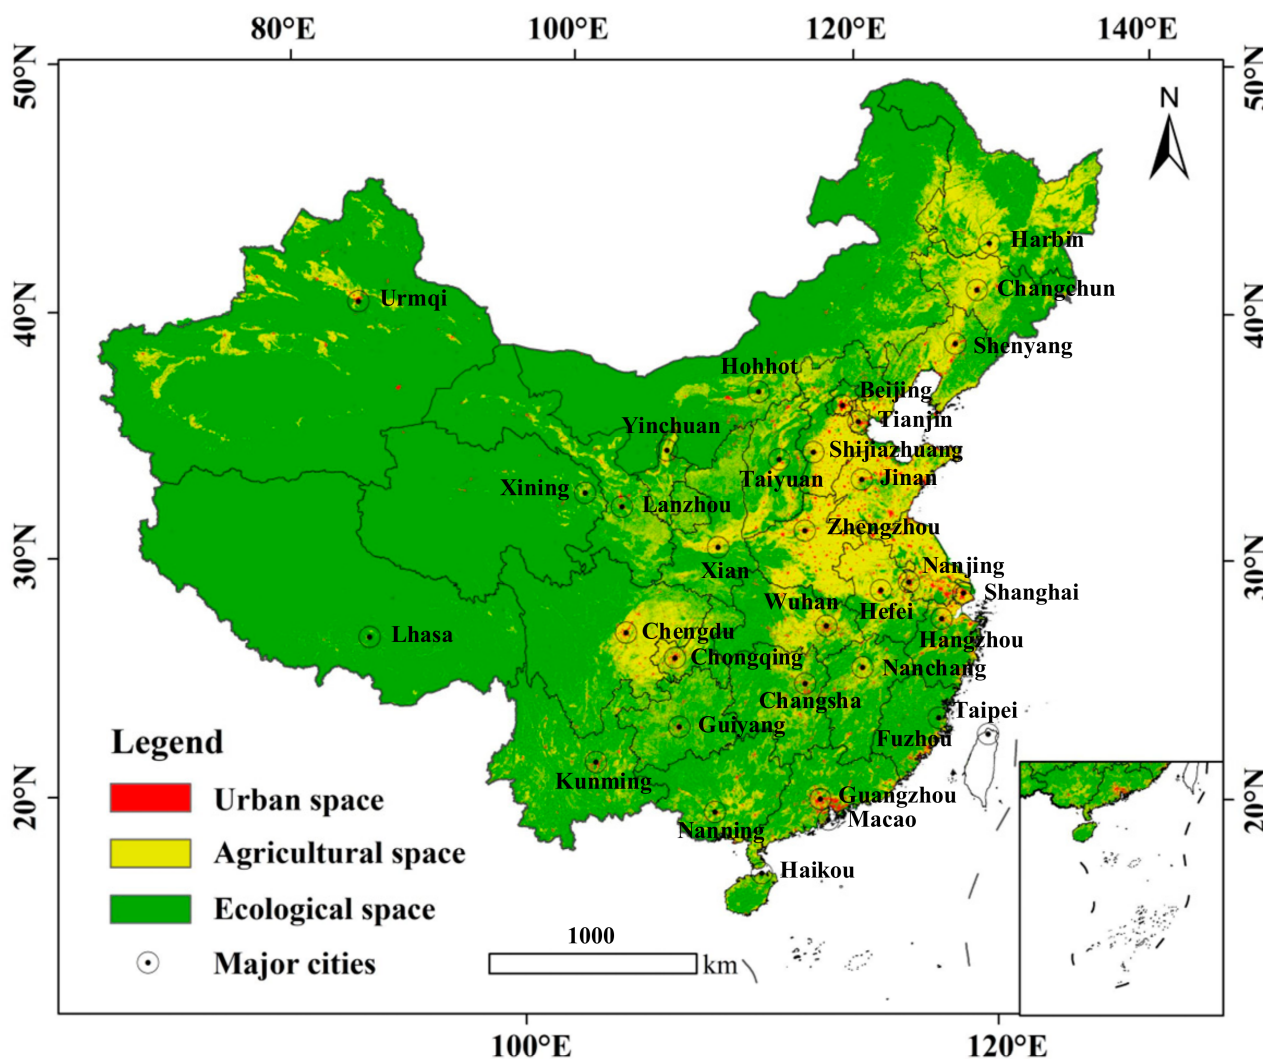 80°E 100°E 120°E 140°E
50°N 50°N
N
Harbin
Changchun
Urmqi
40°N 40°N
Shenyang
Hohhot
Beijing
Tianjin
Yinchuan
Shijiazhuang
Taiyuan
Jinan
Xining
Lanzhou
Zhengzhou
30°N 30°N
Xian
Nanjing
Shanghai
Wuhan
Hefei
Lhasa
Chengdu
Hangzhou
Chongqing
Nanchang
Changsha
Taipei
Guiyang
Fuzhou
Legend
Kunming
Urban space
20°N 20°N
Guangzhou
Macao
Nanning
Agricultural space
Haikou
Ecological space
1000
km
Major cities
100°E 120°E